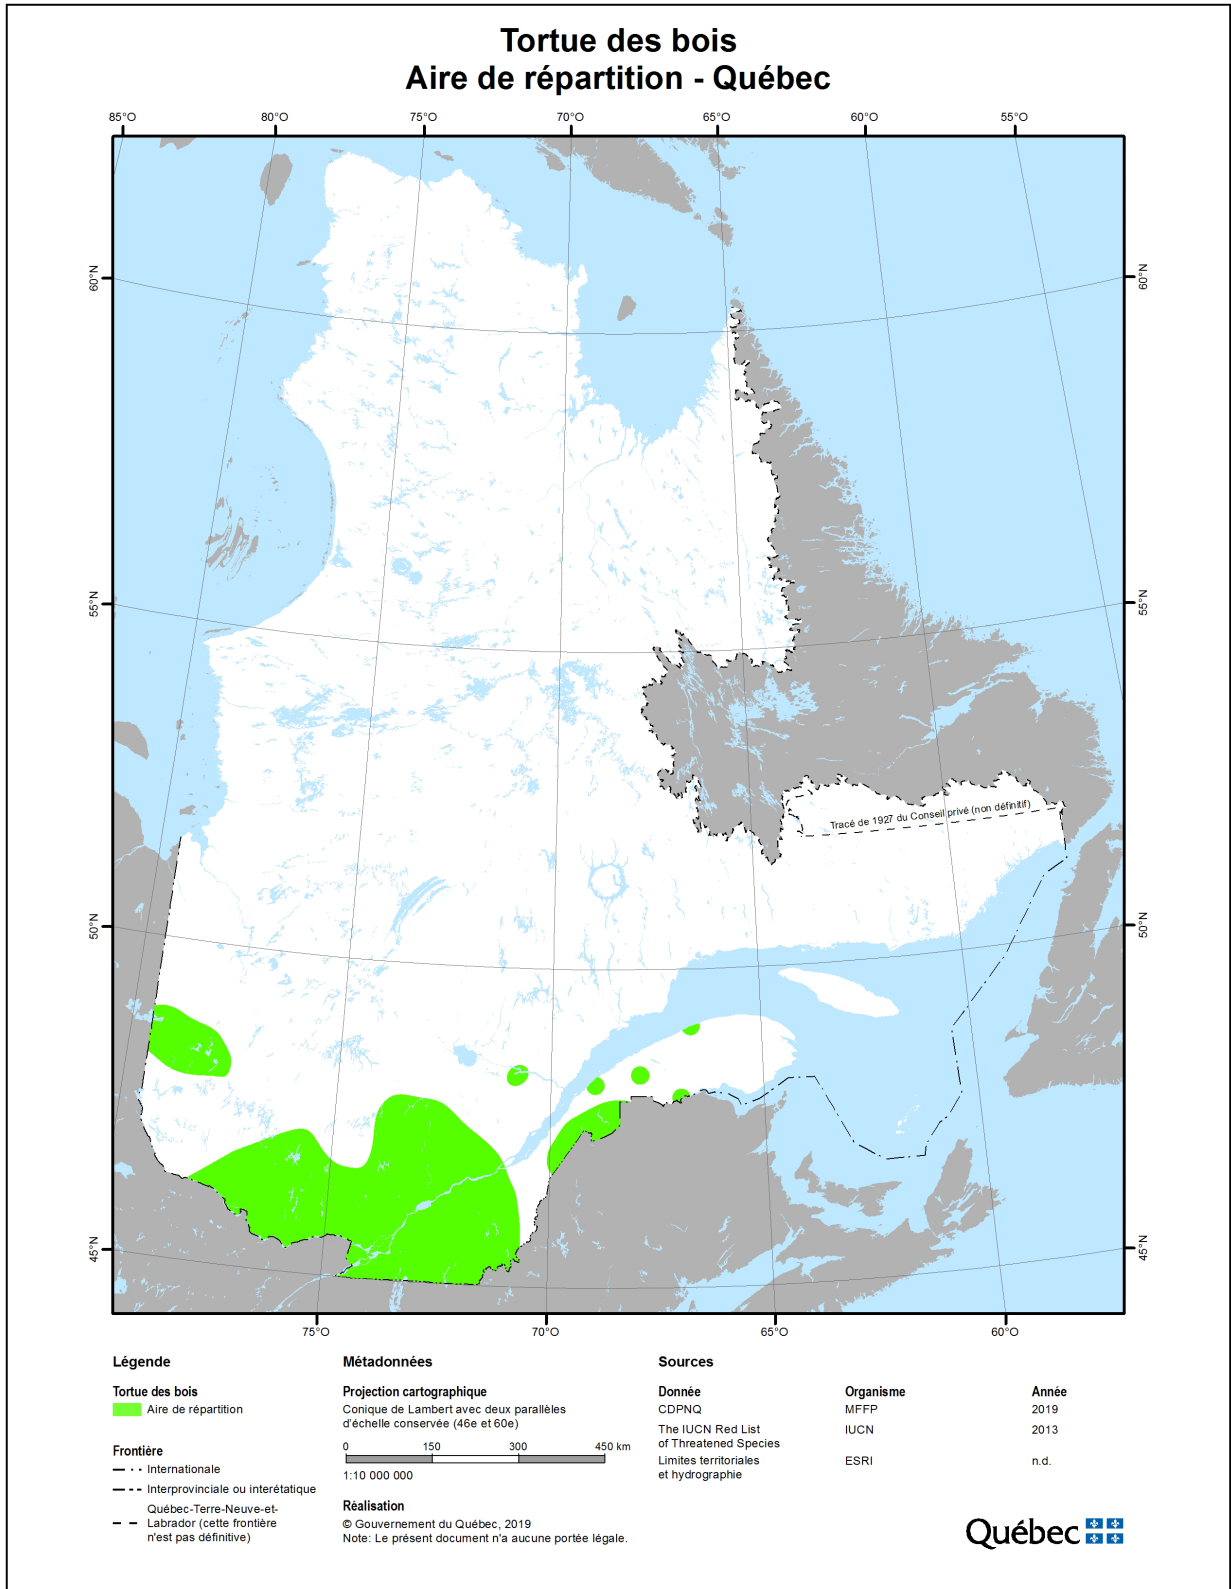 Tortue des bois
Aire de répartition - Québec
85°O 80°O 75°O 70°O 65°O 60°O 55°O
60°N 60°N
55°N 55°N
Tracé de 1927 du Conseil privé (non définitif)
50°N 50°N
45°N 45°N
75°O 70°O 65°O 60°O
Légende
Tortue des bois
Aire de répartition
Frontière
Internationale
Interprovinciale ou interétatique
Québec-Terre-Neuve-et-
Labrador (cette frontière
n'est pas définitive)
Métadonnées
Projection cartographique
Conique de Lambert avec deux parallèles
d'échelle conservée (46e et 60e)
0 150 300 450 km
1:10 000 000
Réalisation
© Gouvernement du Québec, 2019
Note: Le présent document n'a aucune portée légale.
Sources
Donnée Organisme Année
CDPNQ MFFP 2019
The IUCN Red List IUCN 2013
of Threatened Species
Limites territoriales ESRI n.d.
et hydrographie
Québec